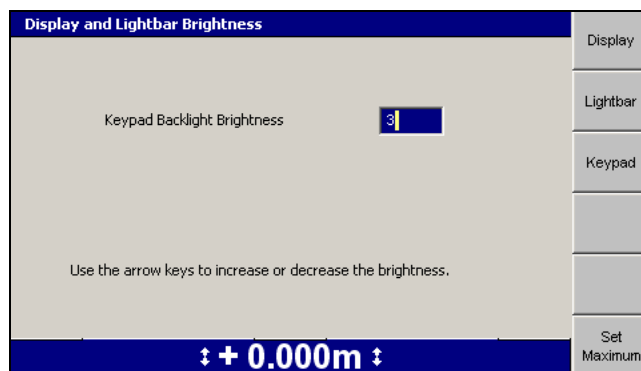 Display and Lightbar Brightness
Display
Lightbar
Keypad Backlight Brightness 3
Keypad
Use the arrow keys to increase or decrease the brightness.
Set
Maximum
↕ + 0.000m ↕